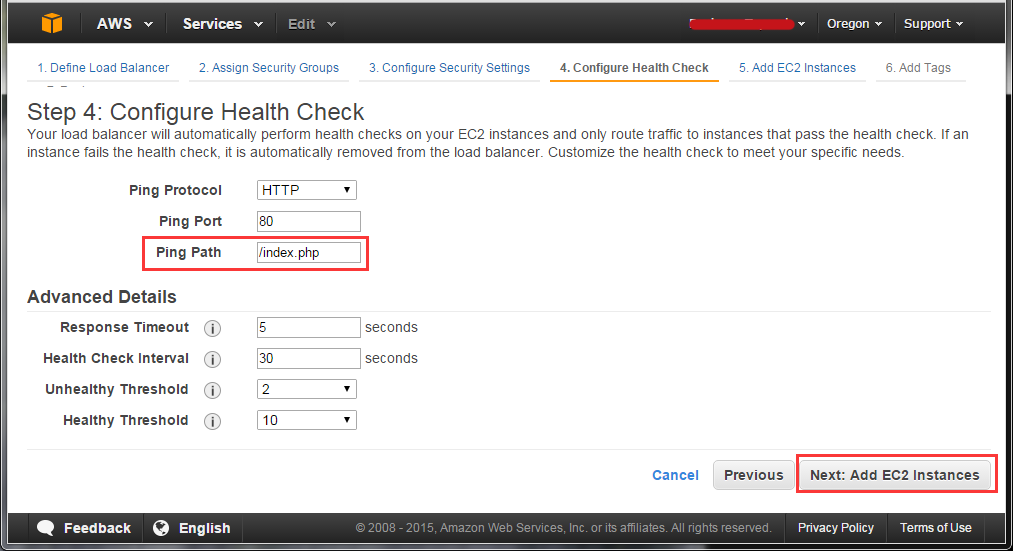 AWS Services Edit Oregon Support
1. Define Load Balancer 2. Assign Security Groups 3. Configure Security Settings 4. Configure Health Check 5. Add EC2 Instances 6. Add Tags
Step 4: Configure Health Check
Your load balancer will automatically perform health checks on your EC2 instances and only route traffic to instances that pass the health check. If an
instance fails the health check, it is automatically removed from the load balancer. Customize the health check to meet your specific needs.
Ping Protocol HTTP
Ping Port 80
Ping Path /index.php
Advanced Details
Response Timeout i 5 seconds
Health Check Interval i 30 seconds
Unhealthy Threshold i 2
Healthy Threshold i 10
Cancel Previous Next: Add EC2 Instances
Feedback English © 2008 - 2015, Amazon Web Services, Inc. or its affiliates. All rights reserved. Privacy Policy Terms of Use